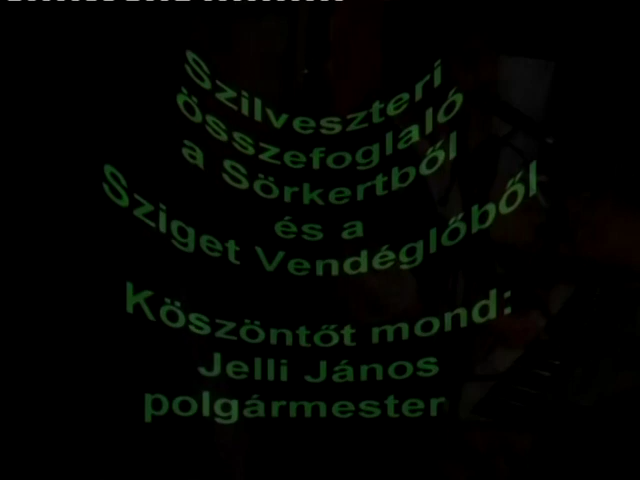 Szilveszteri
összefoglaló
a Sörkertből
és a
Sziget Vendéglőből
Köszöntőt mond:
Jelli János
polgármester